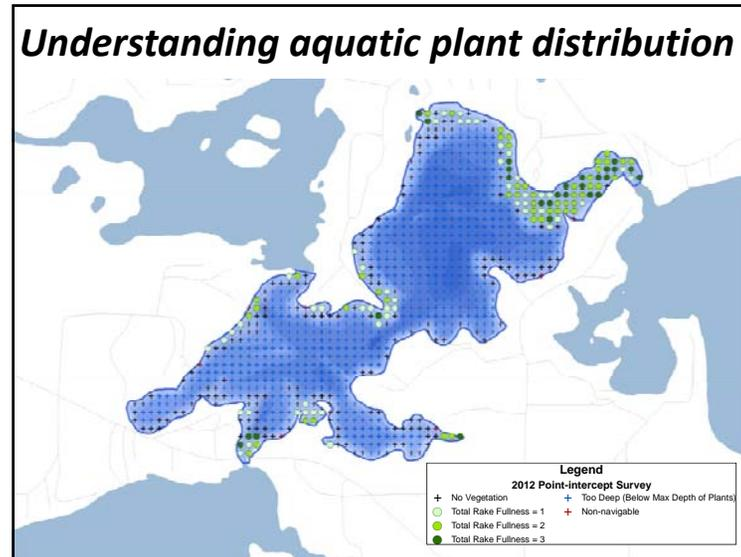 Understanding aquatic plant distribution
Legend
2012 Point-intercept Survey
No Vegetation
Total Rake Fullness = 1
Total Rake Fullness = 2
Total Rake Fullness = 3
Too Deep (Below Max Depth of Plants)
Non-navigable